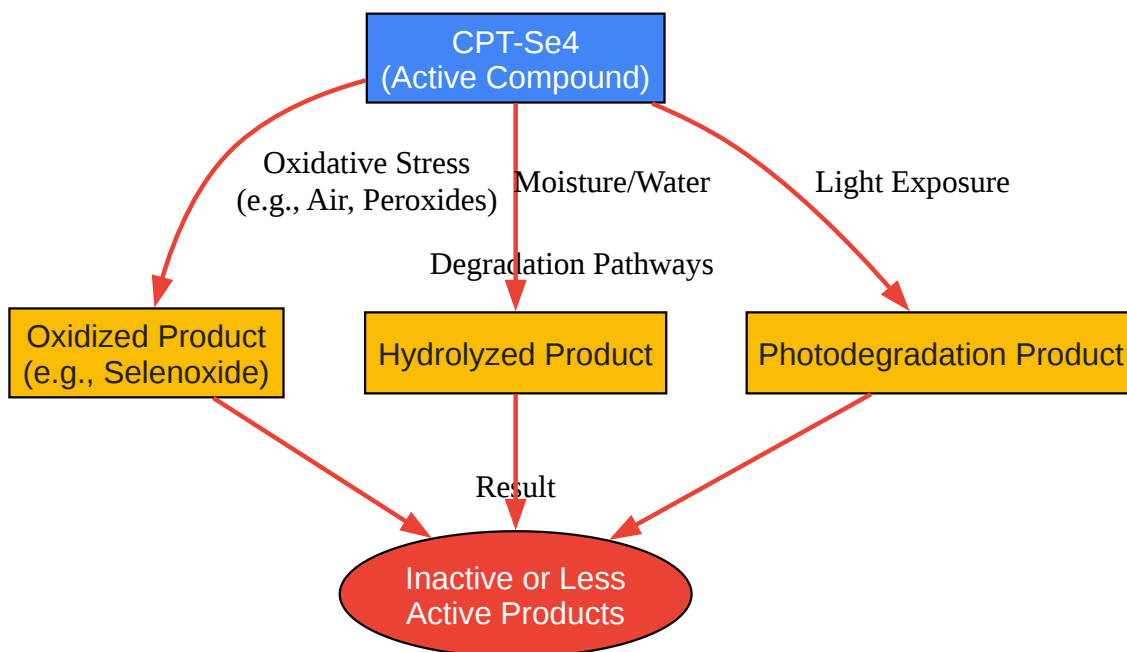 CPT-Se4
(Active Compound)
Oxidative Stress
(e.g., Air, Peroxides)
Moisture/Water
Light Exposure
Degradation Pathways
Oxidized Product
(e.g., Selenoxide)
Hydrolyzed Product
Photodegradation Product
Result
Inactive or Less
Active Products